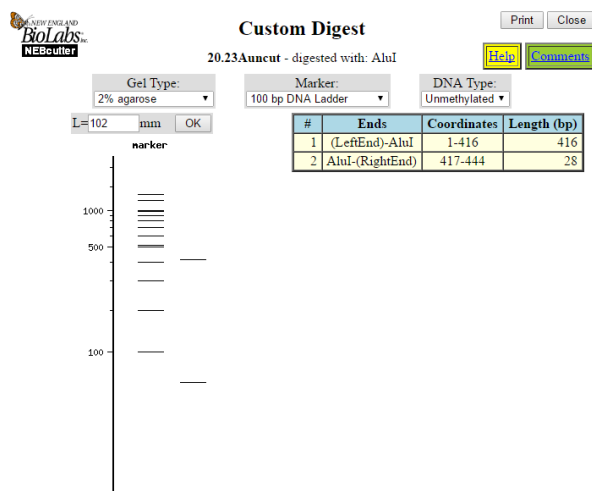 NEW ENGLAND
BioLabs Inc.
NEBcutter
Custom Digest
Print Close
20.23Auncut - digested with: AluI
Help Comments
Gel Type: Marker: DNA Type:
2% agarose 100 bp DNA Ladder Unmethylated
L= 102 mm OK
# Ends Coordinates Length (bp)
1 (LeftEnd)-AluI 1-416 416
2 AluI-(RightEnd) 417-444 28
marker
1000
500
100